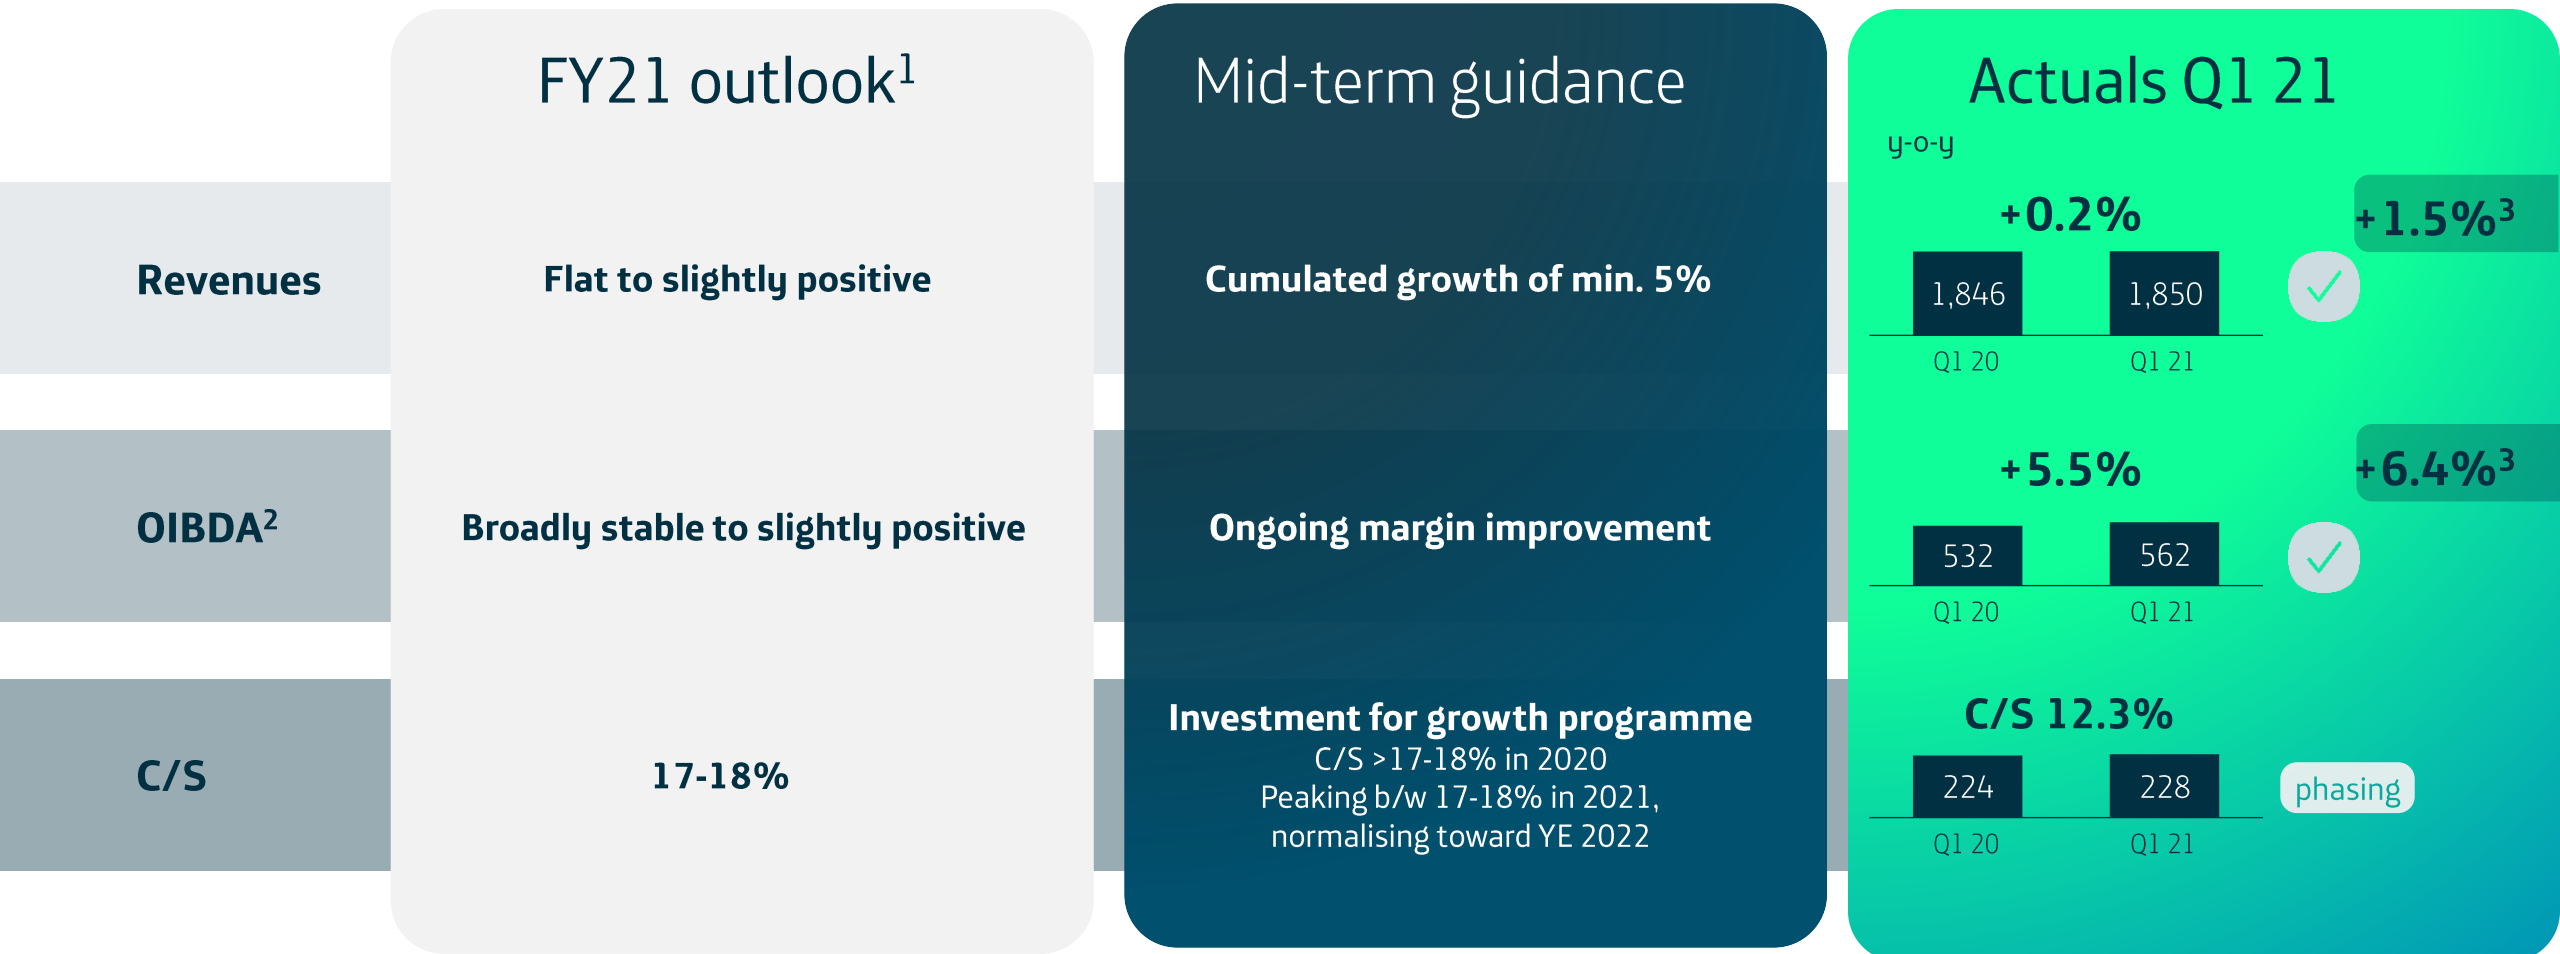 FY21 outlook1
Mid-term guidance
Actuals Q1 21
y-o-y
Revenues
Flat to slightly positive
Cumulated growth of min. 5%
+0.2%
+1.5%3
1,846
1,850
Q1 20
Q1 21
OIBDA2
Broadly stable to slightly positive
Ongoing margin improvement
+5.5%
+6.4%3
532
562
Q1 20
Q1 21
C/S
17-18%
Investment for growth programme
C/S >17-18% in 2020
Peaking b/w 17-18% in 2021,
normalising toward YE 2022
C/S 12.3%
224
228
phasing
Q1 20
Q1 21